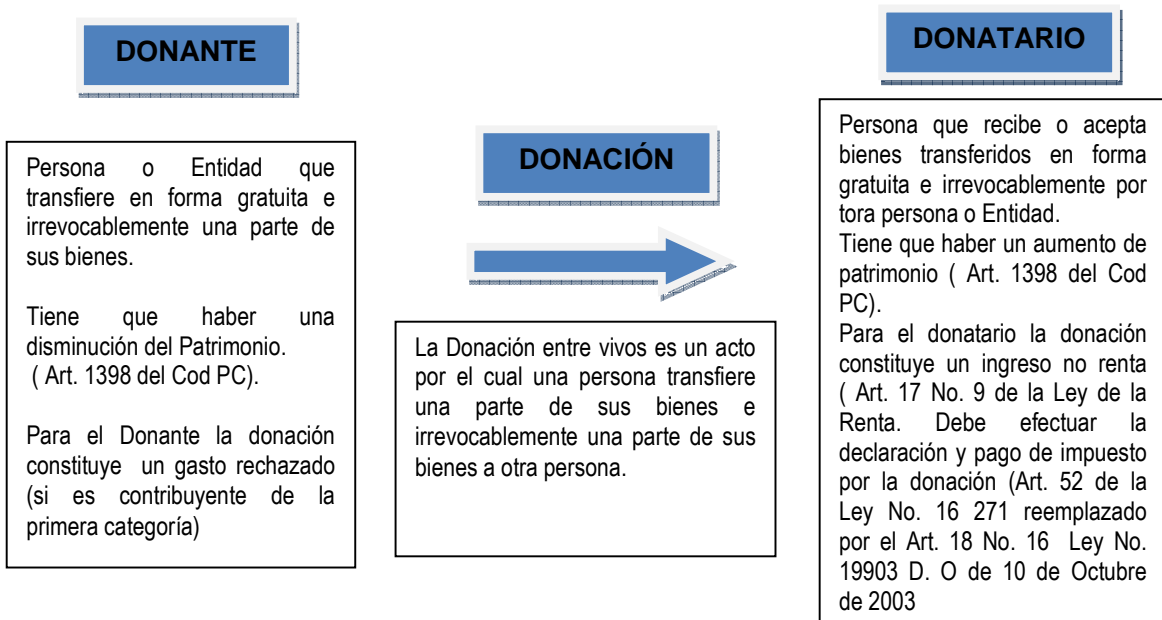 DONANTE
Persona o Entidad que
transfiere en forma gratuita e
irrevocablemente una parte de
sus bienes.
Tiene que haber una
disminución del Patrimonio.
( Art. 1398 del Cod PC).
Para el Donante la donación
constituye un gasto rechazado
(si es contribuyente de la
primera categoría)
DONACIÓN
La Donación entre vivos es un acto
por el cual una persona transfiere
una parte de sus bienes e
irrevocablemente una parte de sus
bienes a otra persona.
DONATARIO
Persona que recibe o acepta
bienes transferidos en forma
gratuita e irrevocablemente por
tora persona o Entidad.
Tiene que haber un aumento de
patrimonio ( Art. 1398 del Cod
PC).
Para el donatario la donación
constituye un ingreso no renta
( Art. 17 No. 9 de la Ley de la
Renta. Debe efectuar la
declaración y pago de impuesto
por la donación (Art. 52 de la
Ley No. 16 271 reemplazado
por el Art. 18 No. 16 Ley No.
19903 D. O de 10 de Octubre
de 2003